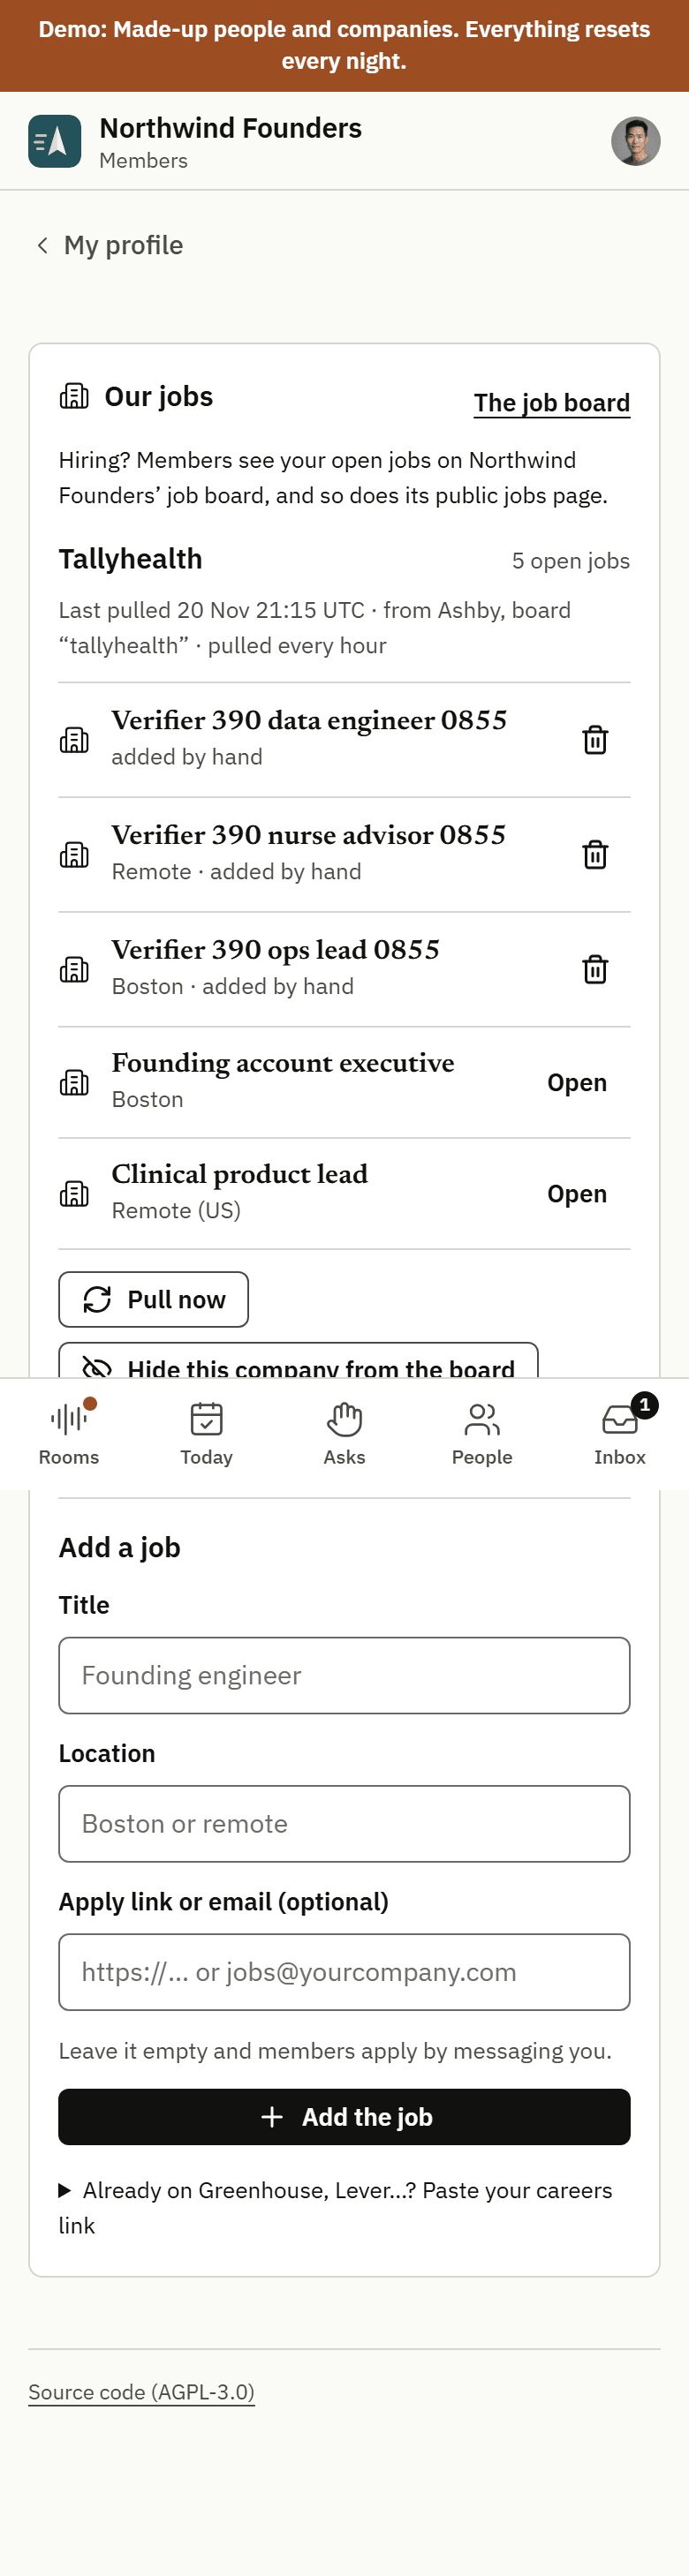 Demo: Made-up people and companies. Everything resets
every night.
Northwind Founders
Members
My profile
Our jobs
The job board
Hiring? Members see your open jobs on Northwind
Founders’ job board, and so does its public jobs page.
Tallyhealth
5 open jobs
Last pulled 20 Nov 21:15 UTC · from Ashby, board
“tallyhealth” · pulled every hour
Verifier 390 data engineer 0855
added by hand
Verifier 390 nurse advisor 0855
Remote · added by hand
Verifier 390 ops lead 0855
Boston · added by hand
Founding account executive
Boston
Open
Clinical product lead
Remote (US)
Open
Pull now
Hide this company from the board
Rooms
Today
Asks
People
1
Inbox
Add a job
Title
Founding engineer
Location
Boston or remote
Apply link or email (optional)
https://... or jobs@yourcompany.com
Leave it empty and members apply by messaging you.
Add the job
Already on Greenhouse, Lever...? Paste your careers
link
Source code (AGPL-3.0)